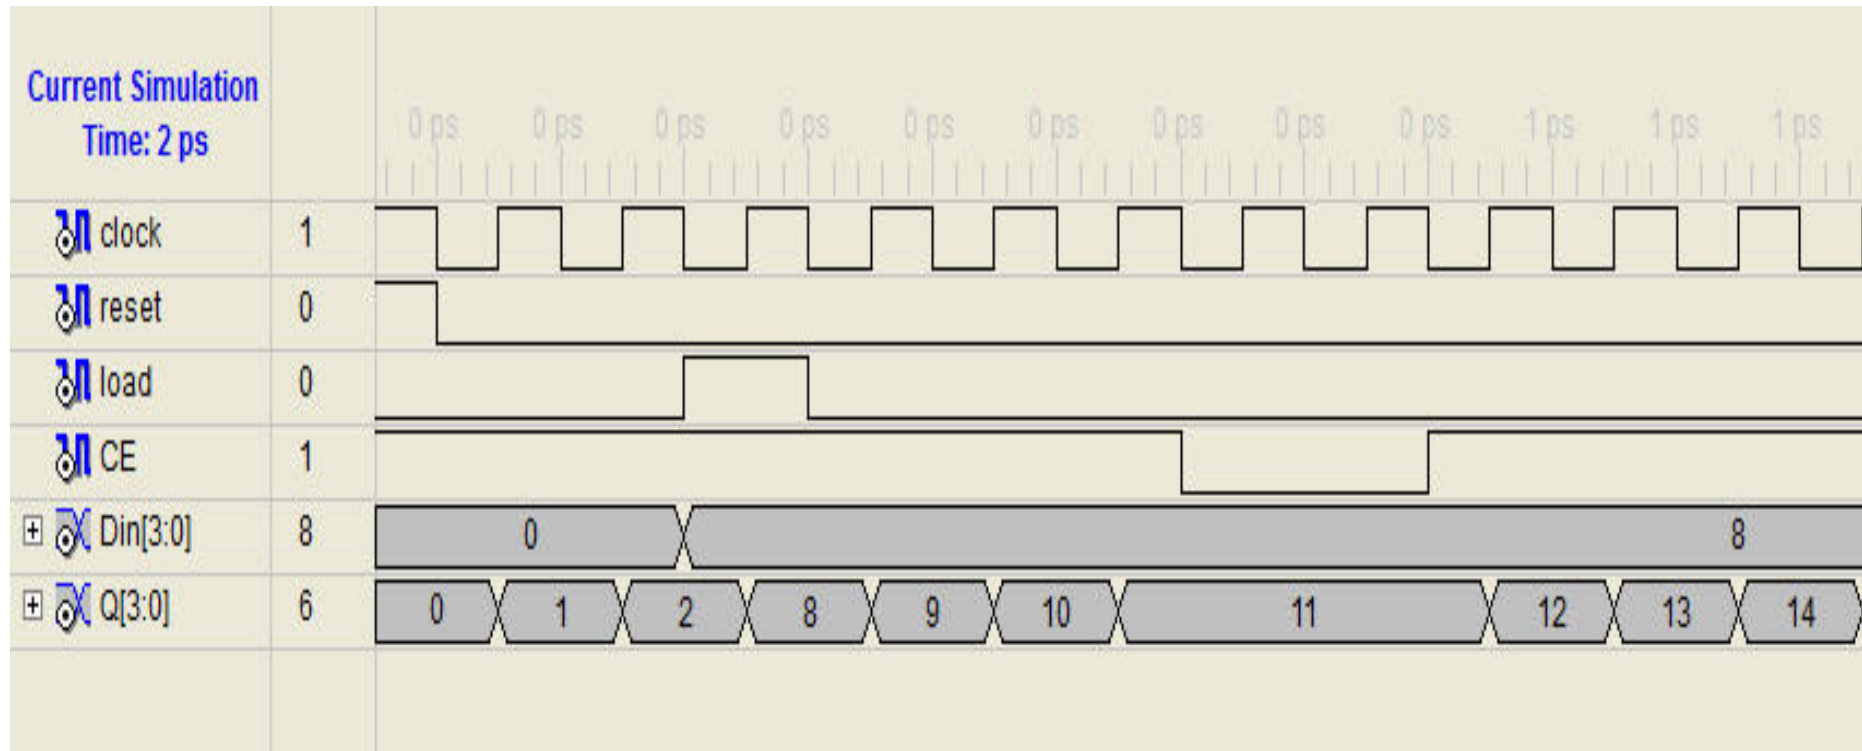 Current Simulation
Time: 2 ps
0 ps 0 ps 0 ps 0 ps 0 ps 0 ps 0 ps 0 ps 0 ps 1 ps 1 ps 1 ps
clock 1
reset 0
load 0
CE 1
Din[3:0] 8 0 8
Q[3:0] 6 0 1 2 8 9 10 11 12 13 14